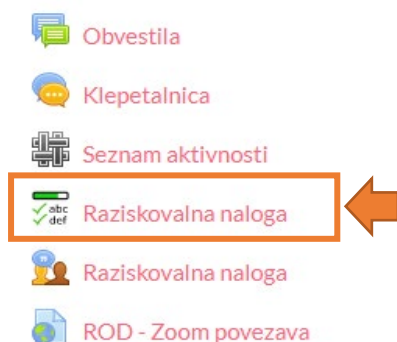 Obvestila
Klepetalnica
Seznam aktivnosti
abc
def
Raziskovalna naloga
Raziskovalna naloga
ROD - Zoom povezava